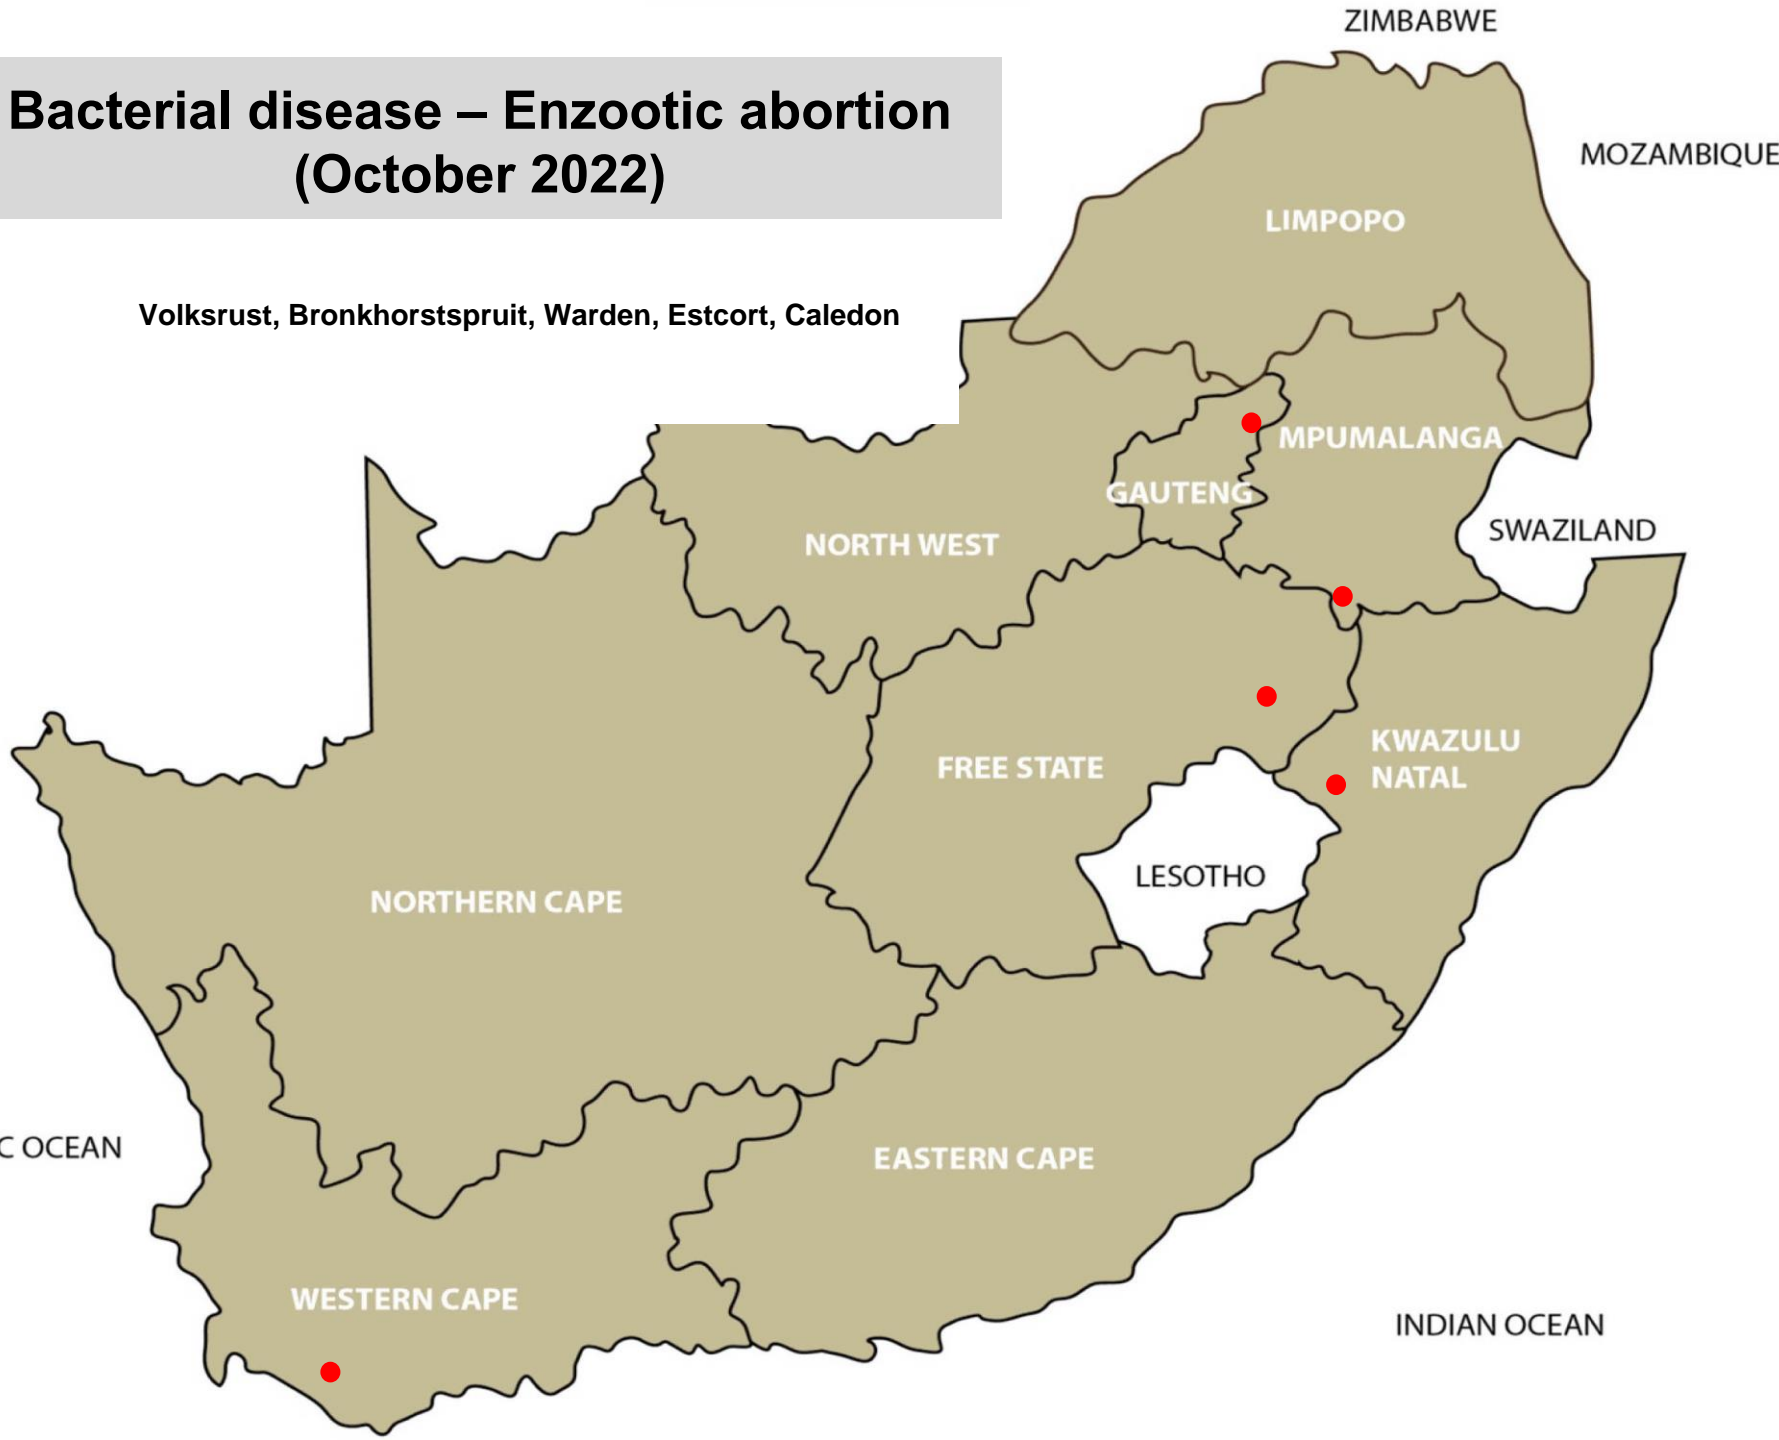 ZIMBABWE
Bacterial disease – Enzootic abortion
(October 2022)
MOZAMBIQUE
LIMPOPO
Volksrust, Bronkhorstspruit, Warden, Estcort, Caledon
MPUMALANGA
GAUTENG
SWAZILAND
NORTH WEST
KWAZULU
NATAL
FREE STATE
LESOTHO
NORTHERN CAPE
C OCEAN
EASTERN CAPE
WESTERN CAPE
INDIAN OCEAN